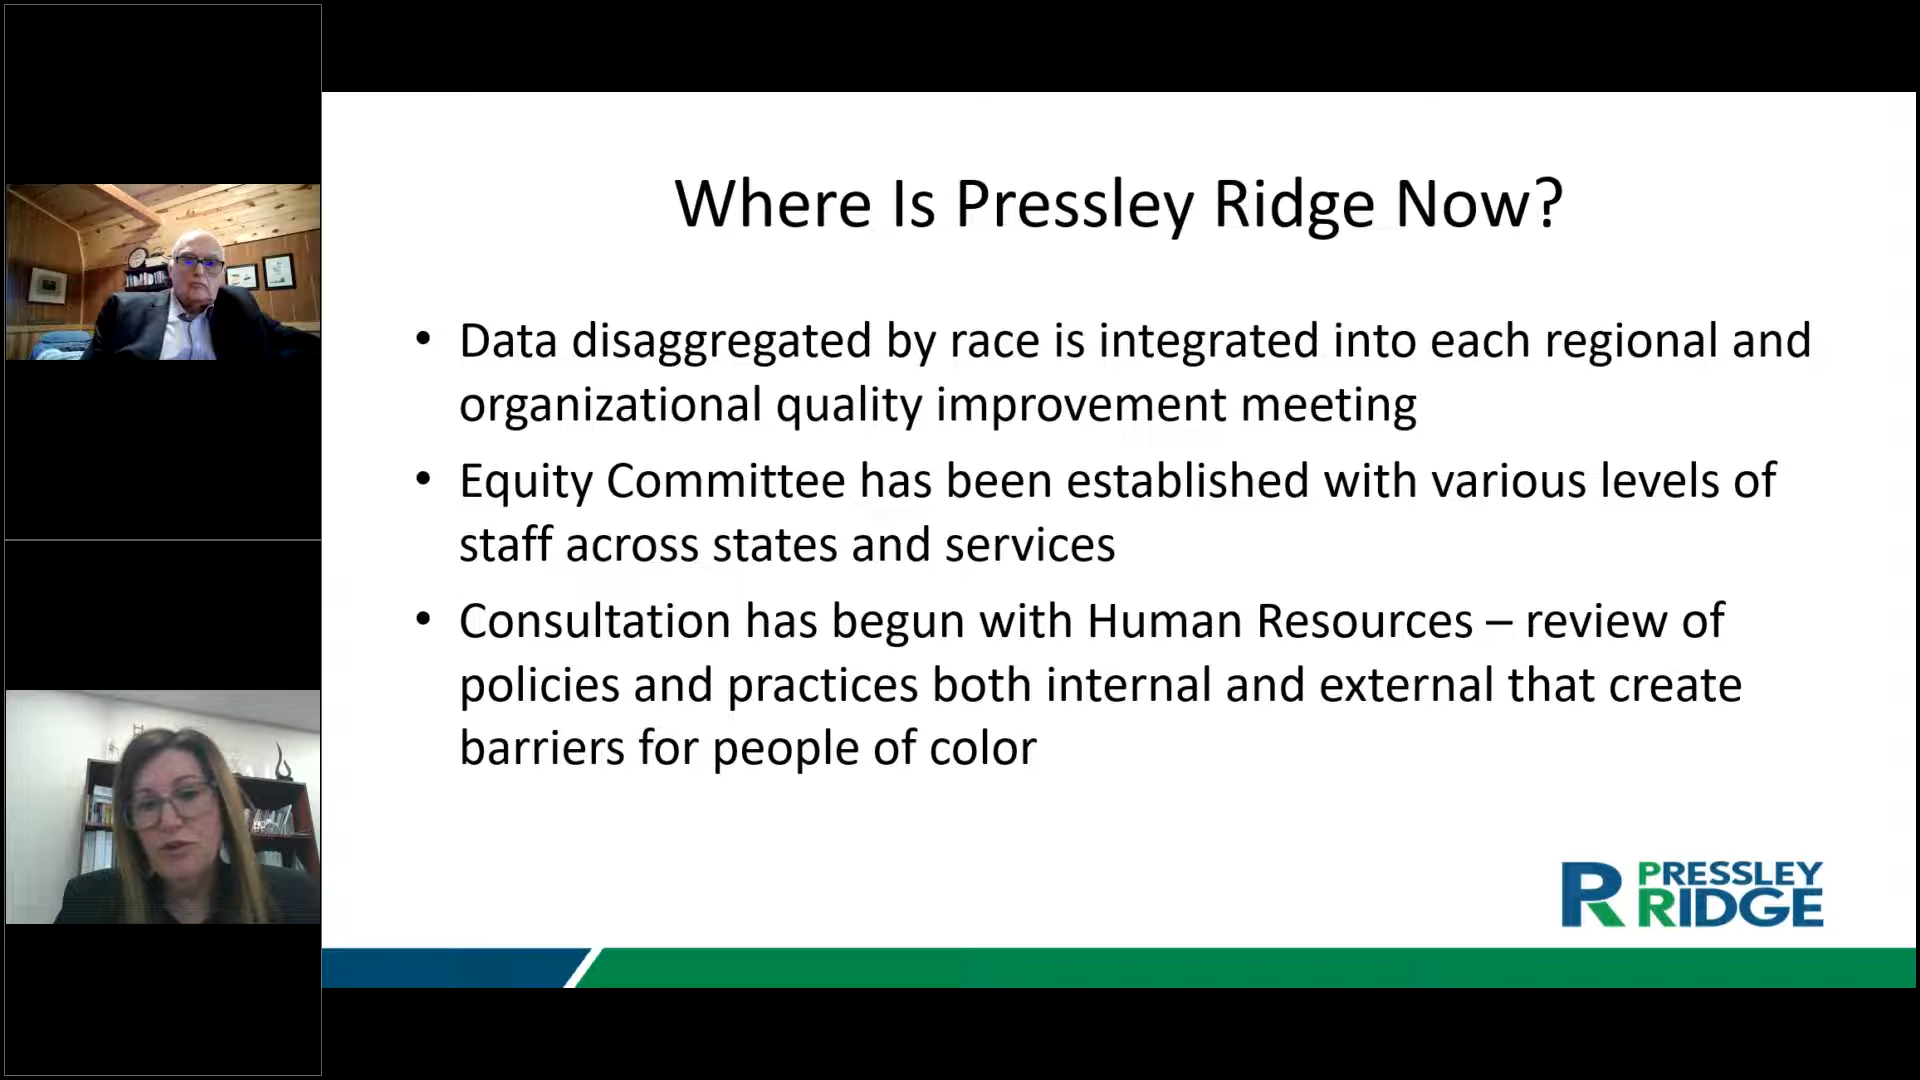 Where Is Pressley Ridge Now?
• Data disaggregated by race is integrated into each regional and
organizational quality improvement meeting
• Equity Committee has been established with various levels of
staff across states and services
• Consultation has begun with Human Resources – review of
policies and practices both internal and external that create
barriers for people of color
PRESSLEY
RIDGE